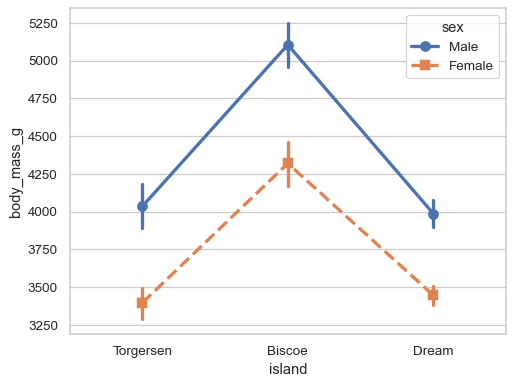 sex
Male
Female
5250
5000
4750
4500
4250
4000
3750
3500
3250
body_mass_g
Torgersen
Biscoe
Dream
island